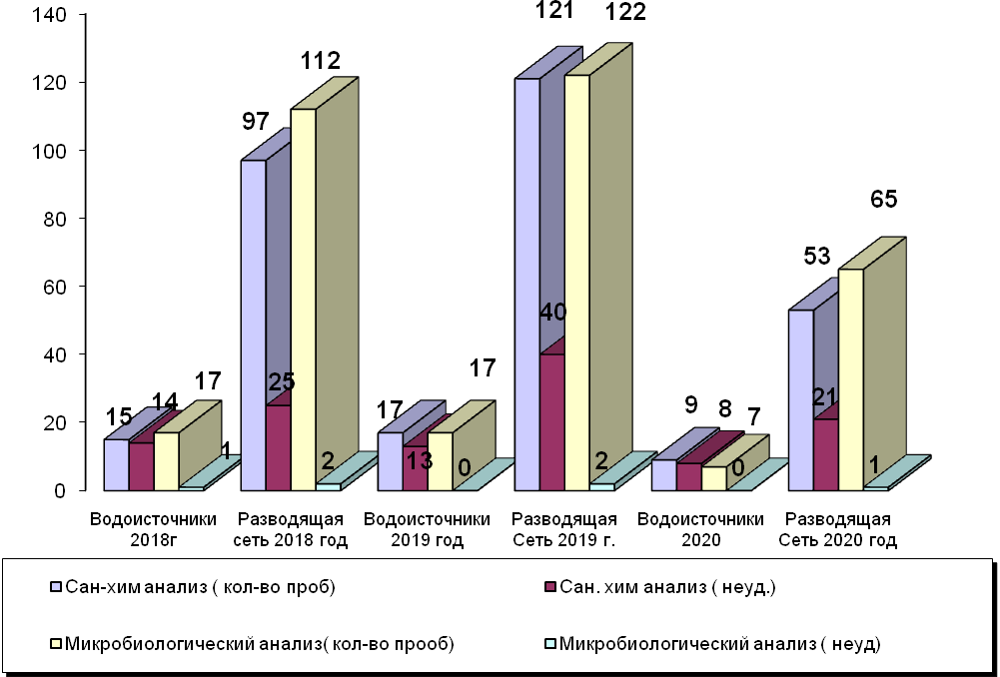 140
120
100
80
60
40
20
0
15
14
17
1
97
25
112
2
17
13
17
0
121
40
122
2
9
8
7
0
53
21
65
1
Водоисточники
2018г
Разводящая
сеть 2018 год
Водоисточники
2019 год
Разводящая
Сеть 2019 г.
Водоисточники
2020
Разводящая
Сеть 2020 год
Сан-хим анализ ( кол-во проб)
Сан. хим анализ ( неуд.)
Микробиологический анализ( кол-во прооб)
Микробиологический анализ ( неуд)